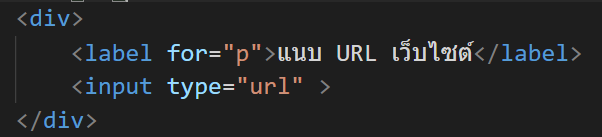 <div>
<label for="p">แนบ URL เว็บไซต์</label>
<input type="url" >
</div>